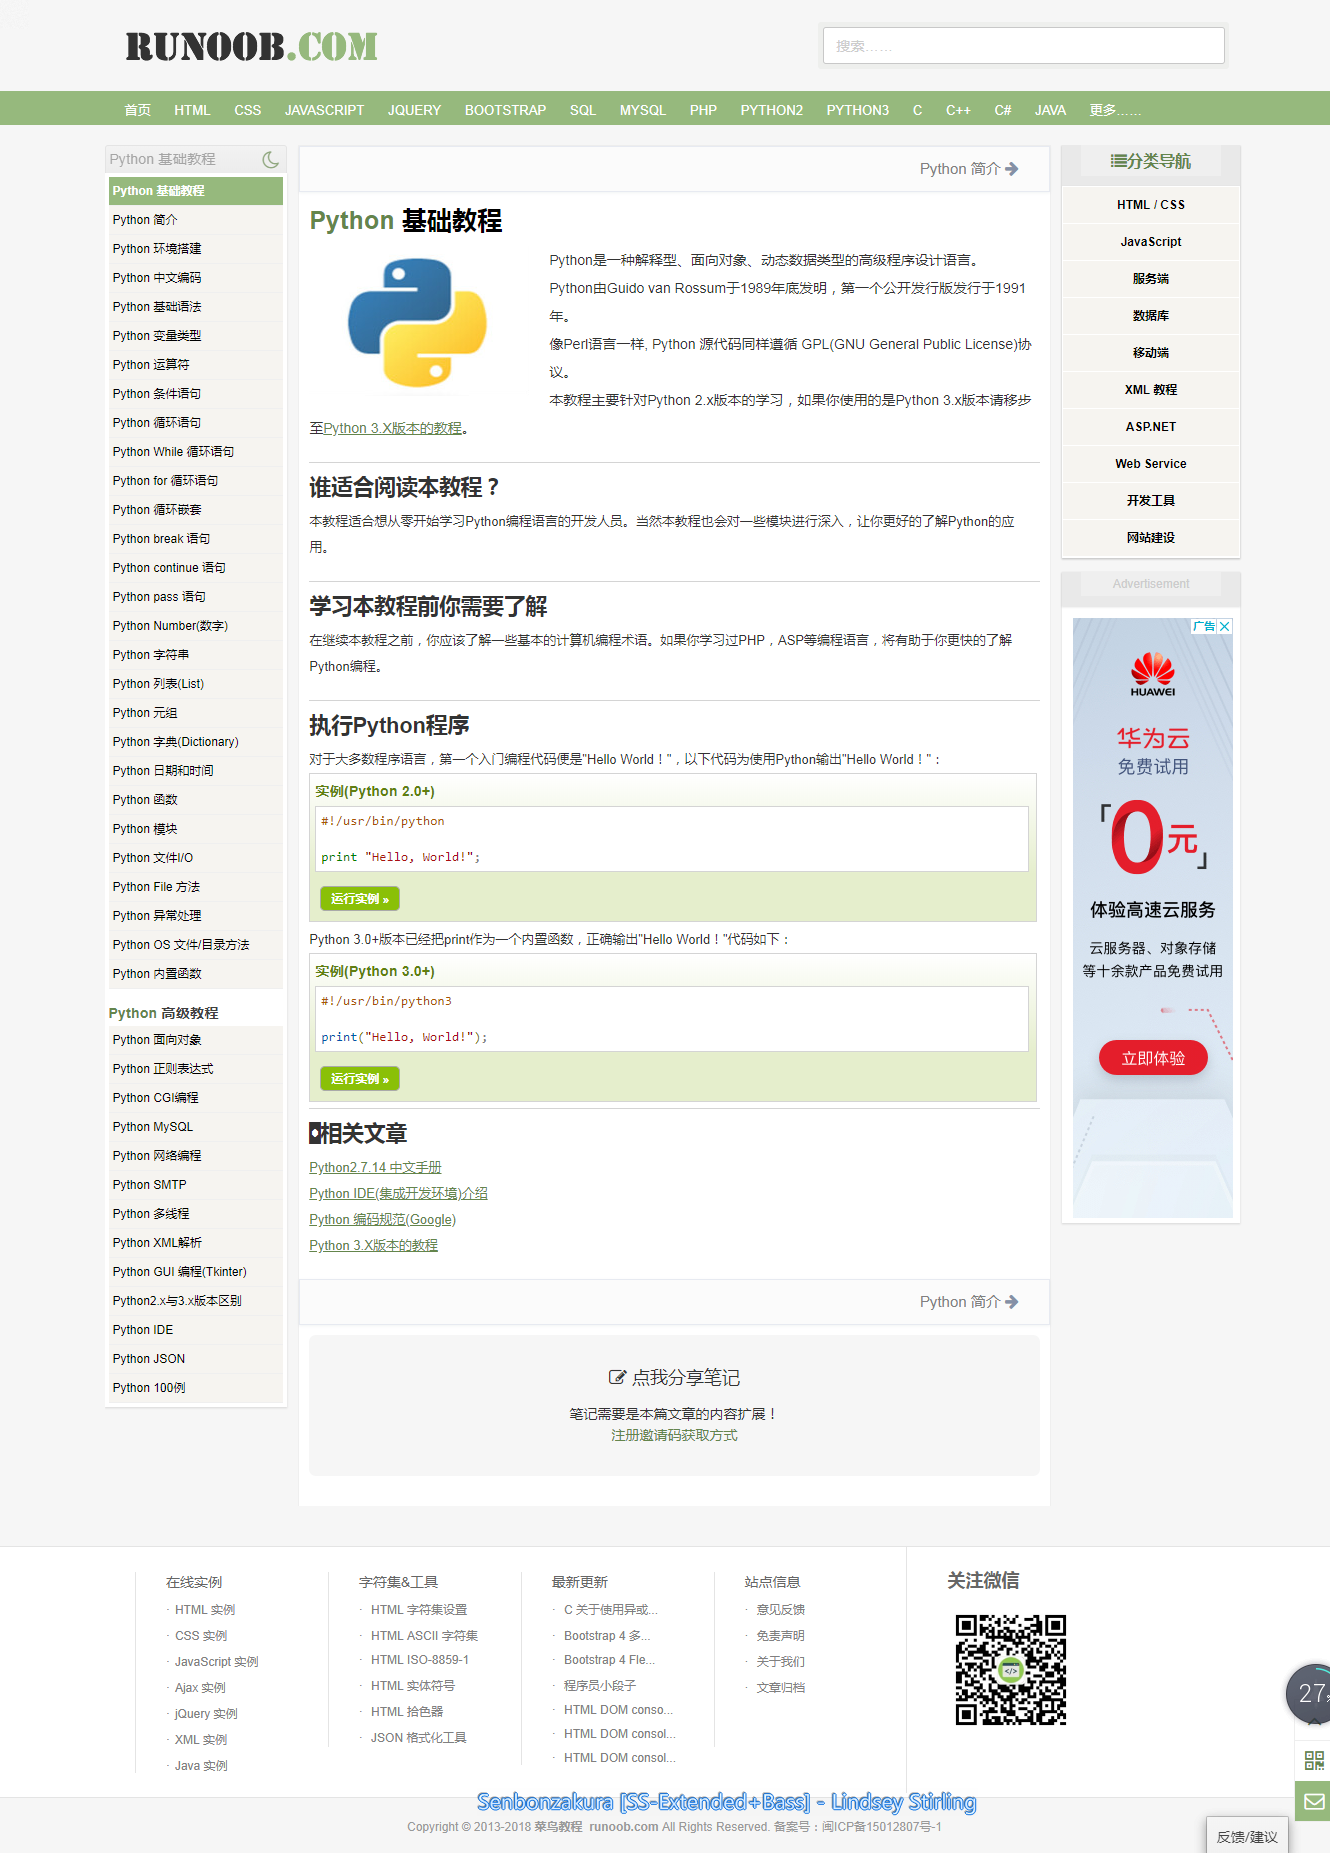 RUNOOB.COM
搜索……
首页 HTML CSS JAVASCRIPT JQUERY BOOTSTRAP SQL MYSQL PHP PYTHON2 PYTHON3 C C++ C# JAVA 更多……
Python 基础教程
Python 基础教程
Python 简介
Python 环境搭建
Python 中文编码
Python 基础语法
Python 变量类型
Python 运算符
Python 条件语句
Python 循环语句
Python While 循环语句
Python for 循环语句
Python 循环嵌套
Python break 语句
Python continue 语句
Python pass 语句
Python Number(数字)
Python 字符串
Python 列表(List)
Python 元组
Python 字典(Dictionary)
Python 日期和时间
Python 函数
Python 模块
Python 文件I/O
Python File 方法
Python 异常处理
Python OS 文件/目录方法
Python 内置函数
Python 高级教程
Python 面向对象
Python 正则表达式
Python CGI编程
Python MySQL
Python 网络编程
Python SMTP
Python 多线程
Python XML解析
Python GUI 编程(Tkinter)
Python2.x与3.x版本区别
Python IDE
Python JSON
Python 100例
Python 简介
Python 基础教程
Python是一种解释型、面向对象、动态数据类型的高级程序设计语言。
Python由Guido van Rossum于1989年底发明，第一个公开发行版发行于1991
年。
像Perl语言一样, Python 源代码同样遵循 GPL(GNU General Public License)协
议。
本教程主要针对Python 2.x版本的学习，如果你使用的是Python 3.x版本请移步
至Python 3.X版本的教程。
谁适合阅读本教程？
本教程适合想从零开始学习Python编程语言的开发人员。当然本教程也会对一些模块进行深入，让你更好的了解Python的应
用。
学习本教程前你需要了解
在继续本教程之前，你应该了解一些基本的计算机编程术语。如果你学习过PHP，ASP等编程语言，将有助于你更快的了解
Python编程。
执行Python程序
对于大多数程序语言，第一个入门编程代码便是"Hello World！"，以下代码为使用Python输出"Hello World！"：
实例(Python 2.0+)
#!/usr/bin/python
print "Hello, World!";
运行实例 »
Python 3.0+版本已经把print作为一个内置函数，正确输出"Hello World！"代码如下：
实例(Python 3.0+)
#!/usr/bin/python3
print("Hello, World!");
运行实例 »
相关文章
Python2.7.14 中文手册
Python IDE(集成开发环境)介绍
Python 编码规范(Google)
Python 3.X版本的教程
Python 简介
点我分享笔记
笔记需要是本篇文章的内容扩展！
注册邀请码获取方式
分类导航
HTML / CSS
JavaScript
服务端
数据库
移动端
XML 教程
ASP.NET
Web Service
开发工具
网站建设
Advertisement
广告
HUAWEI
华为云
免费试用
「0元」
体验高速云服务
云服务器、对象存储
等十余款产品免费试用
立即体验
在线实例
· HTML 实例
· CSS 实例
· JavaScript 实例
· Ajax 实例
· jQuery 实例
· XML 实例
· Java 实例
字符集&工具
· HTML 字符集设置
· HTML ASCII 字符集
· HTML ISO-8859-1
· HTML 实体符号
· HTML 拾色器
· JSON 格式化工具
最新更新
· C 关于使用异或...
· Bootstrap 4 多...
· Bootstrap 4 Fle...
· 程序员小段子
· HTML DOM conso...
· HTML DOM consol...
· HTML DOM consol...
站点信息
· 意见反馈
· 免责声明
· 关于我们
· 文章归档
关注微信
</>
27%
Senbonzakura [SS-Extended+Bass] - Lindsey Stirling
Copyright © 2013-2018 菜鸟教程 runoob.com All Rights Reserved. 备案号：闽ICP备15012807号-1
反馈/建议